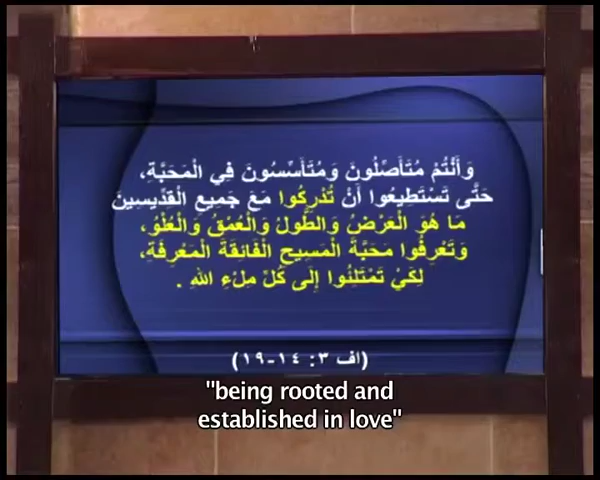 وَأَنْتُمْ مُتَأَصِّلُونَ وَمُتَأَسِّسُونَ فِي الْمَحَبَّةِ،
حَتَّى تَسْتَطِيعُوا أَنْ تُدْرِكُوا مَعَ جَمِيعِ الْقِدِّيسِينَ
مَا هُوَ الْعَرْضُ وَالطُّولُ وَالْعُمْقُ وَالْعُلْوُ،
وَتَعْرِفُوا مَحَبَّةَ الْمَسِيحِ الْفَائِقَةَ الْمَعْرِفَةِ،
لِكَيْ تَمْتَلِئُوا إِلَى كُلِّ مِلْءِ اللهِ .
(اف ٣: ١٤-١٩)
"being rooted and
established in love"